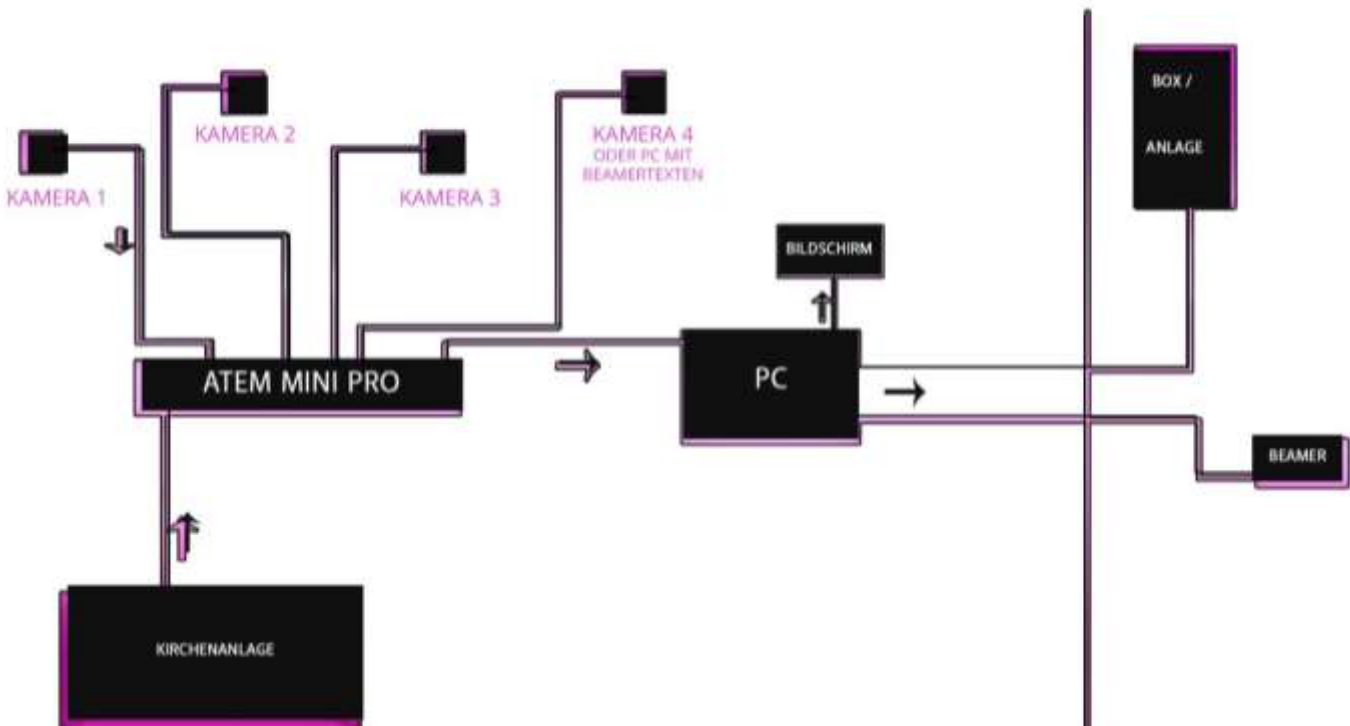 BOX /
ANLAGE
KAMERA 2
KAMERA 4
ODER PC MIT
BEAMERTEXTEN
KAMERA 1
KAMERA 3
BILDSCHIRM
ATEM MINI PRO
PC
BEAMER
KIRCHENANLAGE